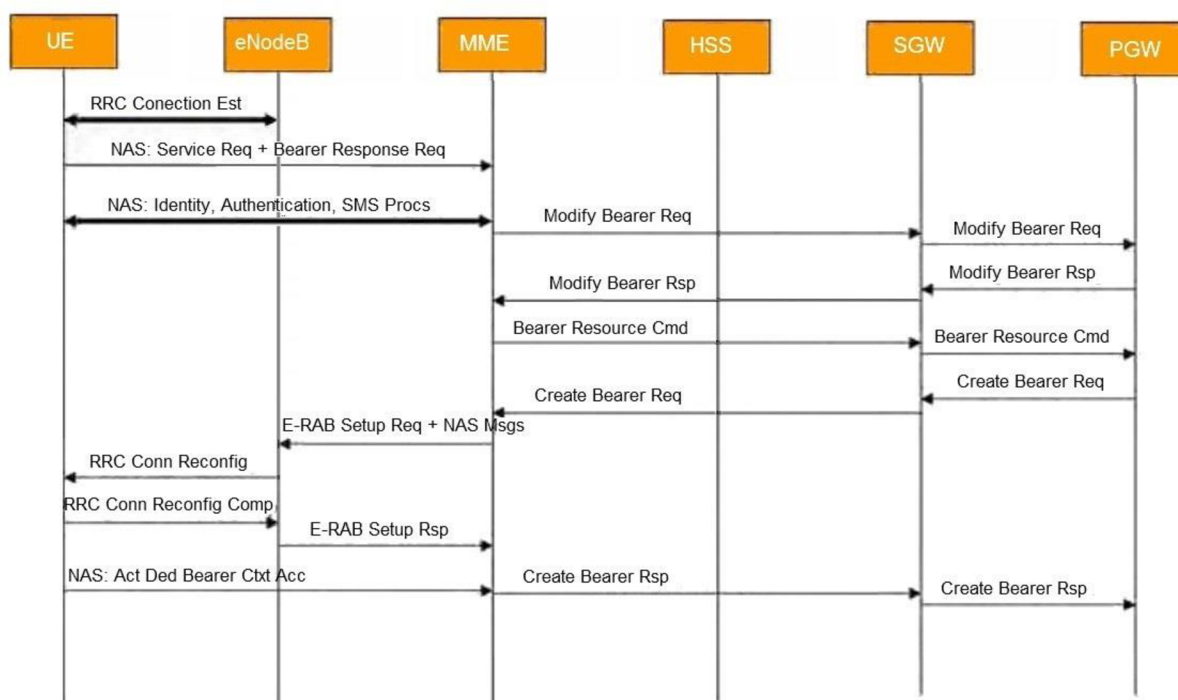 UE
eNodeB
MME
HSS
SGW
PGW
RRC Conection Est
NAS: Service Req + Bearer Response Req
NAS: Identity, Authentication, SMS Procs
Modify Bearer Req
Modify Bearer Req
Modify Bearer Rsp
Modify Bearer Rsp
Bearer Resource Cmd
Bearer Resource Cmd
Create Bearer Req
Create Bearer Req
E-RAB Setup Req + NAS Msgs
RRC Conn Reconfig
RRC Conn Reconfig Comp
E-RAB Setup Rsp
NAS: Act Ded Bearer Ctxt Acc
Create Bearer Rsp
Create Bearer Rsp